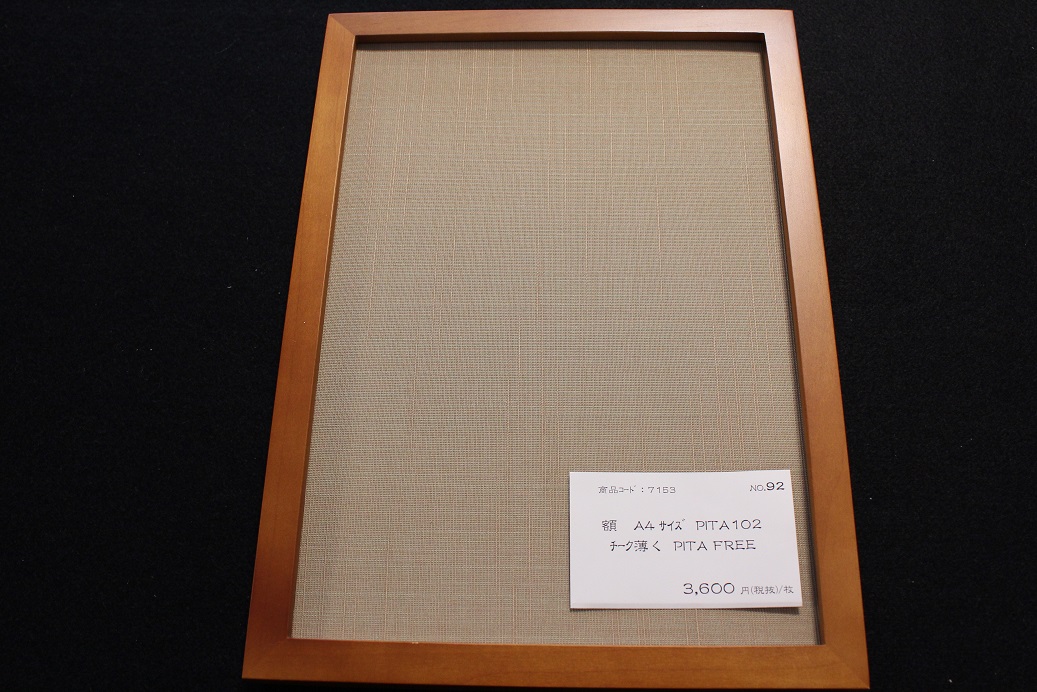 商品ｺｰﾄﾞ：7153 NO.92
額 A4 ｻｲｽﾞ PITA102
ﾁｰｸ薄く PITA FREE
3,600 円(税抜)/枚